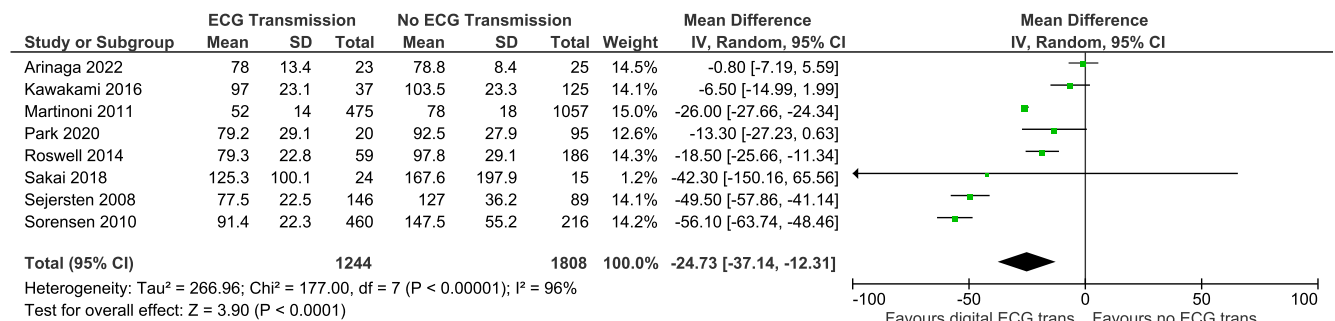 ECG Transmission No ECG Transmission Mean Difference Mean Difference
Study or Subgroup Mean SD Total Mean SD Total Weight IV, Random, 95% CI IV, Random, 95% CI
Arinaga 2022 78 13.4 23 78.8 8.4 25 14.5% -0.80 [-7.19, 5.59]
Kawakami 2016 97 23.1 37 103.5 23.3 125 14.1% -6.50 [-14.99, 1.99]
Martinoni 2011 52 14 475 78 18 1057 15.0% -26.00 [-27.66, -24.34]
Park 2020 79.2 29.1 20 92.5 27.9 95 12.6% -13.30 [-27.23, 0.63]
Roswell 2014 79.3 22.8 59 97.8 29.1 186 14.3% -18.50 [-25.66, -11.34]
Sakai 2018 125.3 100.1 24 167.6 197.9 15 1.2% -42.30 [-150.16, 65.56]
Sejersten 2008 77.5 22.5 146 127 36.2 89 14.1% -49.50 [-57.86, -41.14]
Sorensen 2010 91.4 22.3 460 147.5 55.2 216 14.2% -56.10 [-63.74, -48.46]
Total (95% CI) 1244 1808 100.0% -24.73 [-37.14, -12.31]
Heterogeneity: Tau² = 266.96; Chi² = 177.00, df = 7 (P < 0.00001); I² = 96%
Test for overall effect: Z = 3.90 (P < 0.0001)
-100 -50 0 50 100
Favours digital ECG trans. Favours no ECG trans.